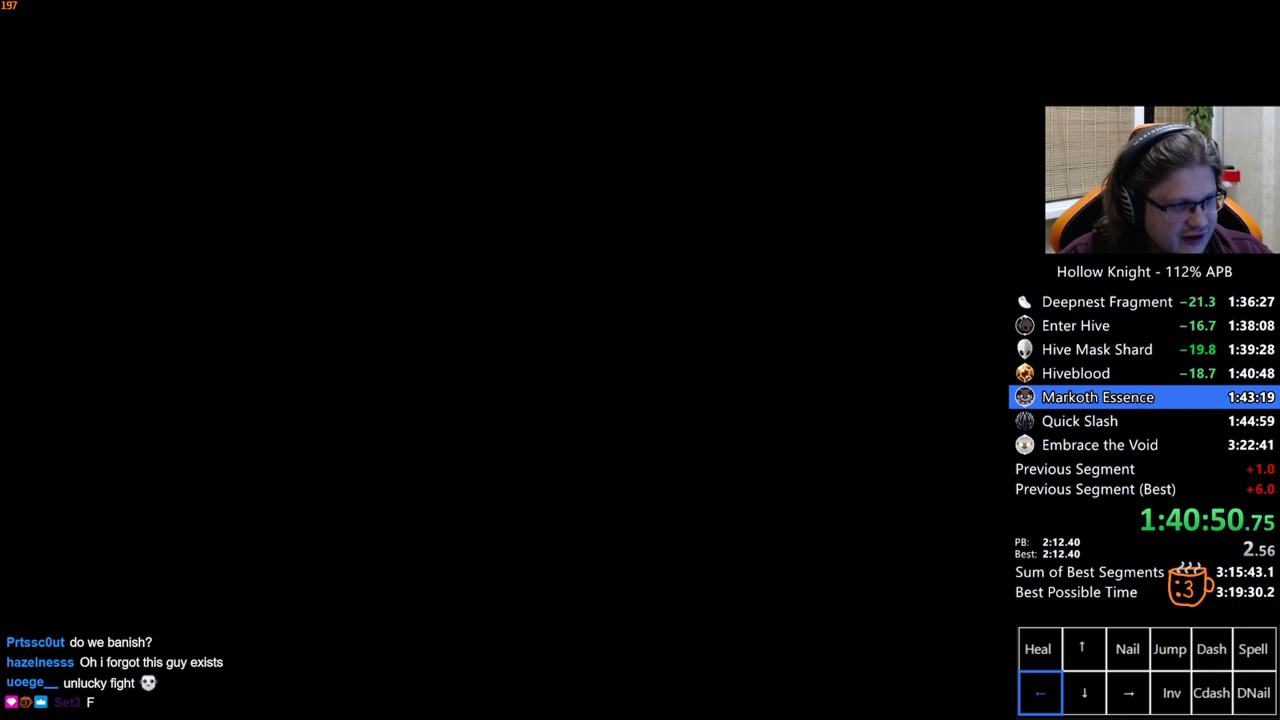 197
Hollow Knight - 112% APB
Deepnest Fragment −21.3 1:36:27
Enter Hive −16.7 1:38:08
Hive Mask Shard −19.8 1:39:28
Hiveblood −18.7 1:40:48
Markoth Essence 1:43:19
Quick Slash 1:44:59
Embrace the Void 3:22:41
Previous Segment +1.0
Previous Segment (Best) +6.0
1:40:50.75
PB: 2:12.40 2.56
Best: 2:12.40
Sum of Best Segments 3:15:43.1
Best Possible Time 3:19:30.2
Heal ↑ Nail Jump Dash Spell
← ↓ → Inv Cdash DNail
Prtssc0ut do we banish?
hazelnesss Oh i forgot this guy exists
uoege__ unlucky fight
Set3 F